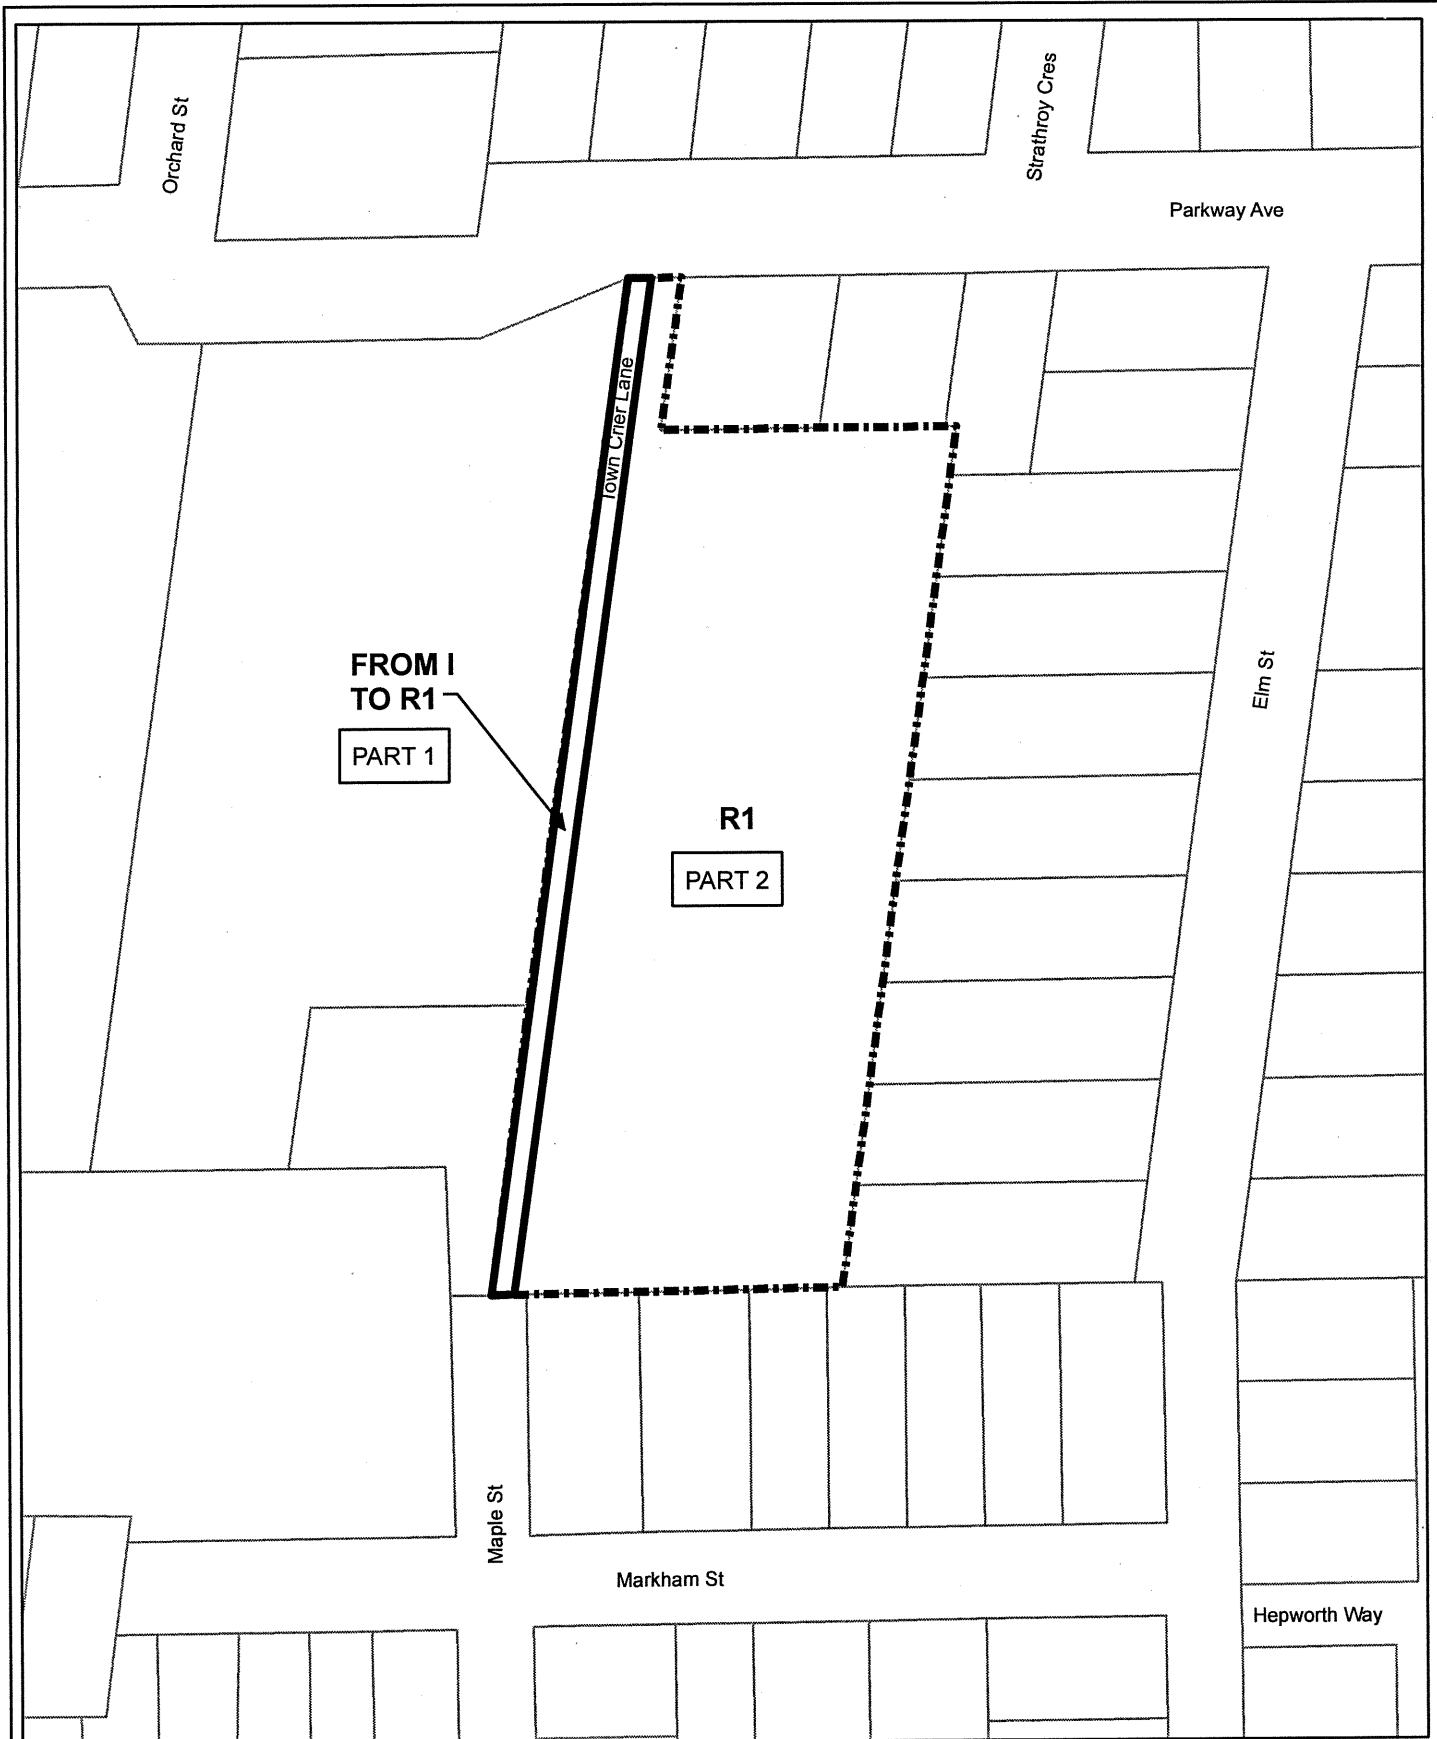 Orchard St
Strathroy Cres
Parkway Ave
Town Crier Lane
FROM I
TO R1
PART 1
Elm St
R1
PART 2
Maple St
Markham St
Hepworth Way